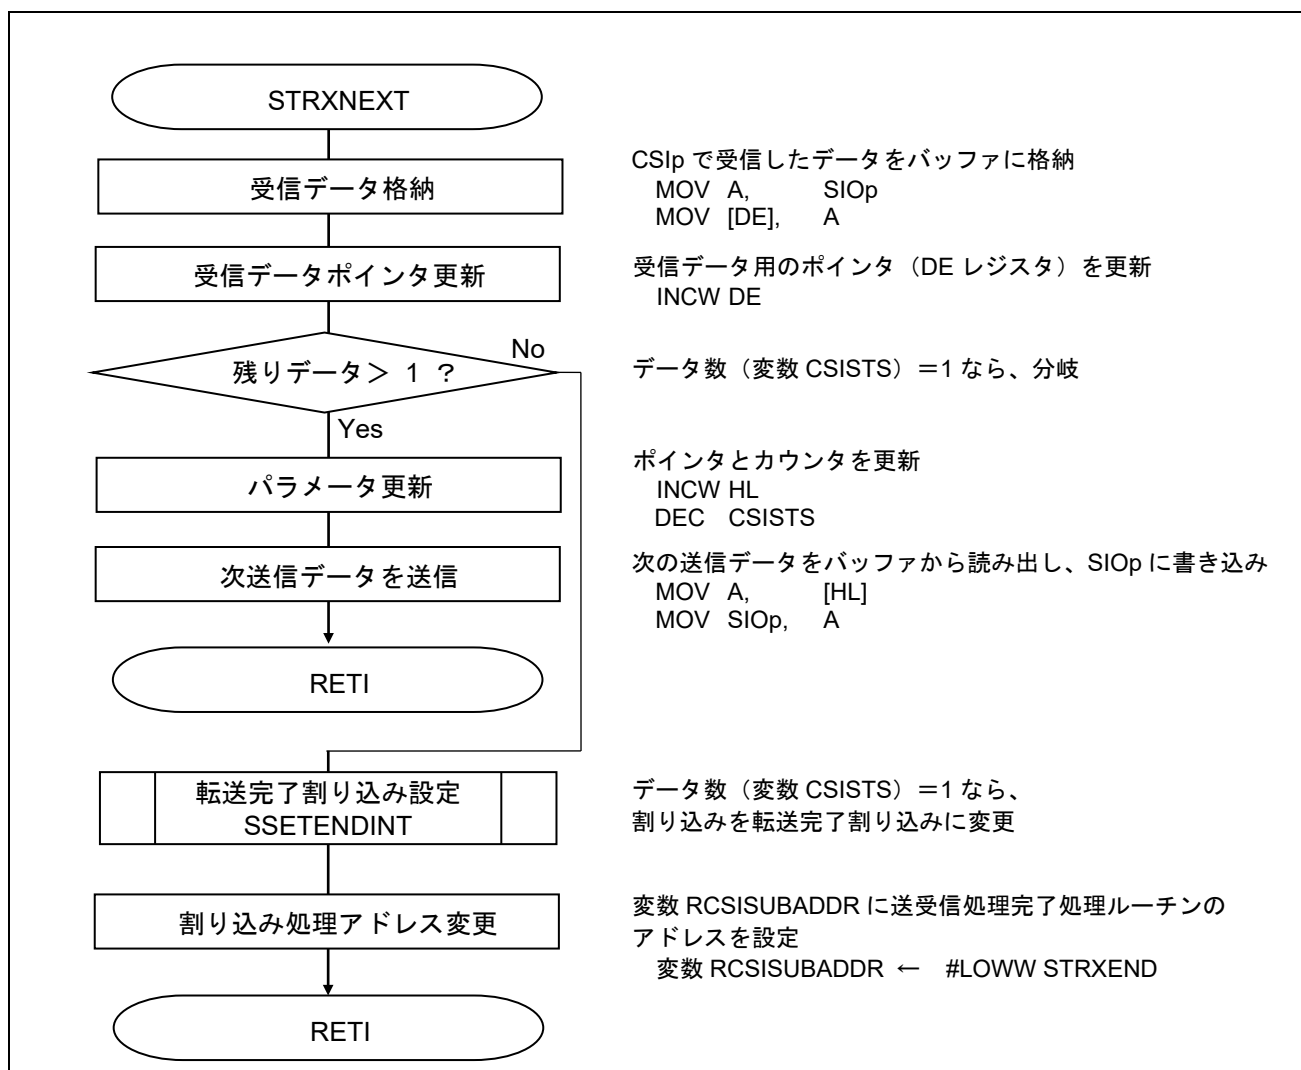 STRXNEXT
受信データ格納
CSIp で受信したデータをバッファに格納
MOV A, SIOp
MOV [DE], A
受信データポインタ更新
受信データ用のポインタ（DE レジスタ）を更新
INCW DE
残りデータ＞ 1 ？
No
データ数（変数 CSISTS）＝1 なら、分岐
Yes
パラメータ更新
ポインタとカウンタを更新
INCW HL
DEC CSISTS
次送信データを送信
次の送信データをバッファから読み出し、SIOp に書き込み
MOV A, [HL]
MOV SIOp, A
RETI
転送完了割り込み設定
SSETENDINT
データ数（変数 CSISTS）＝1 なら、
割り込みを転送完了割り込みに変更
割り込み処理アドレス変更
変数 RCSISUBADDR に送受信処理完了処理ルーチンの
アドレスを設定
変数 RCSISUBADDR ← #LOWW STRXEND
RETI